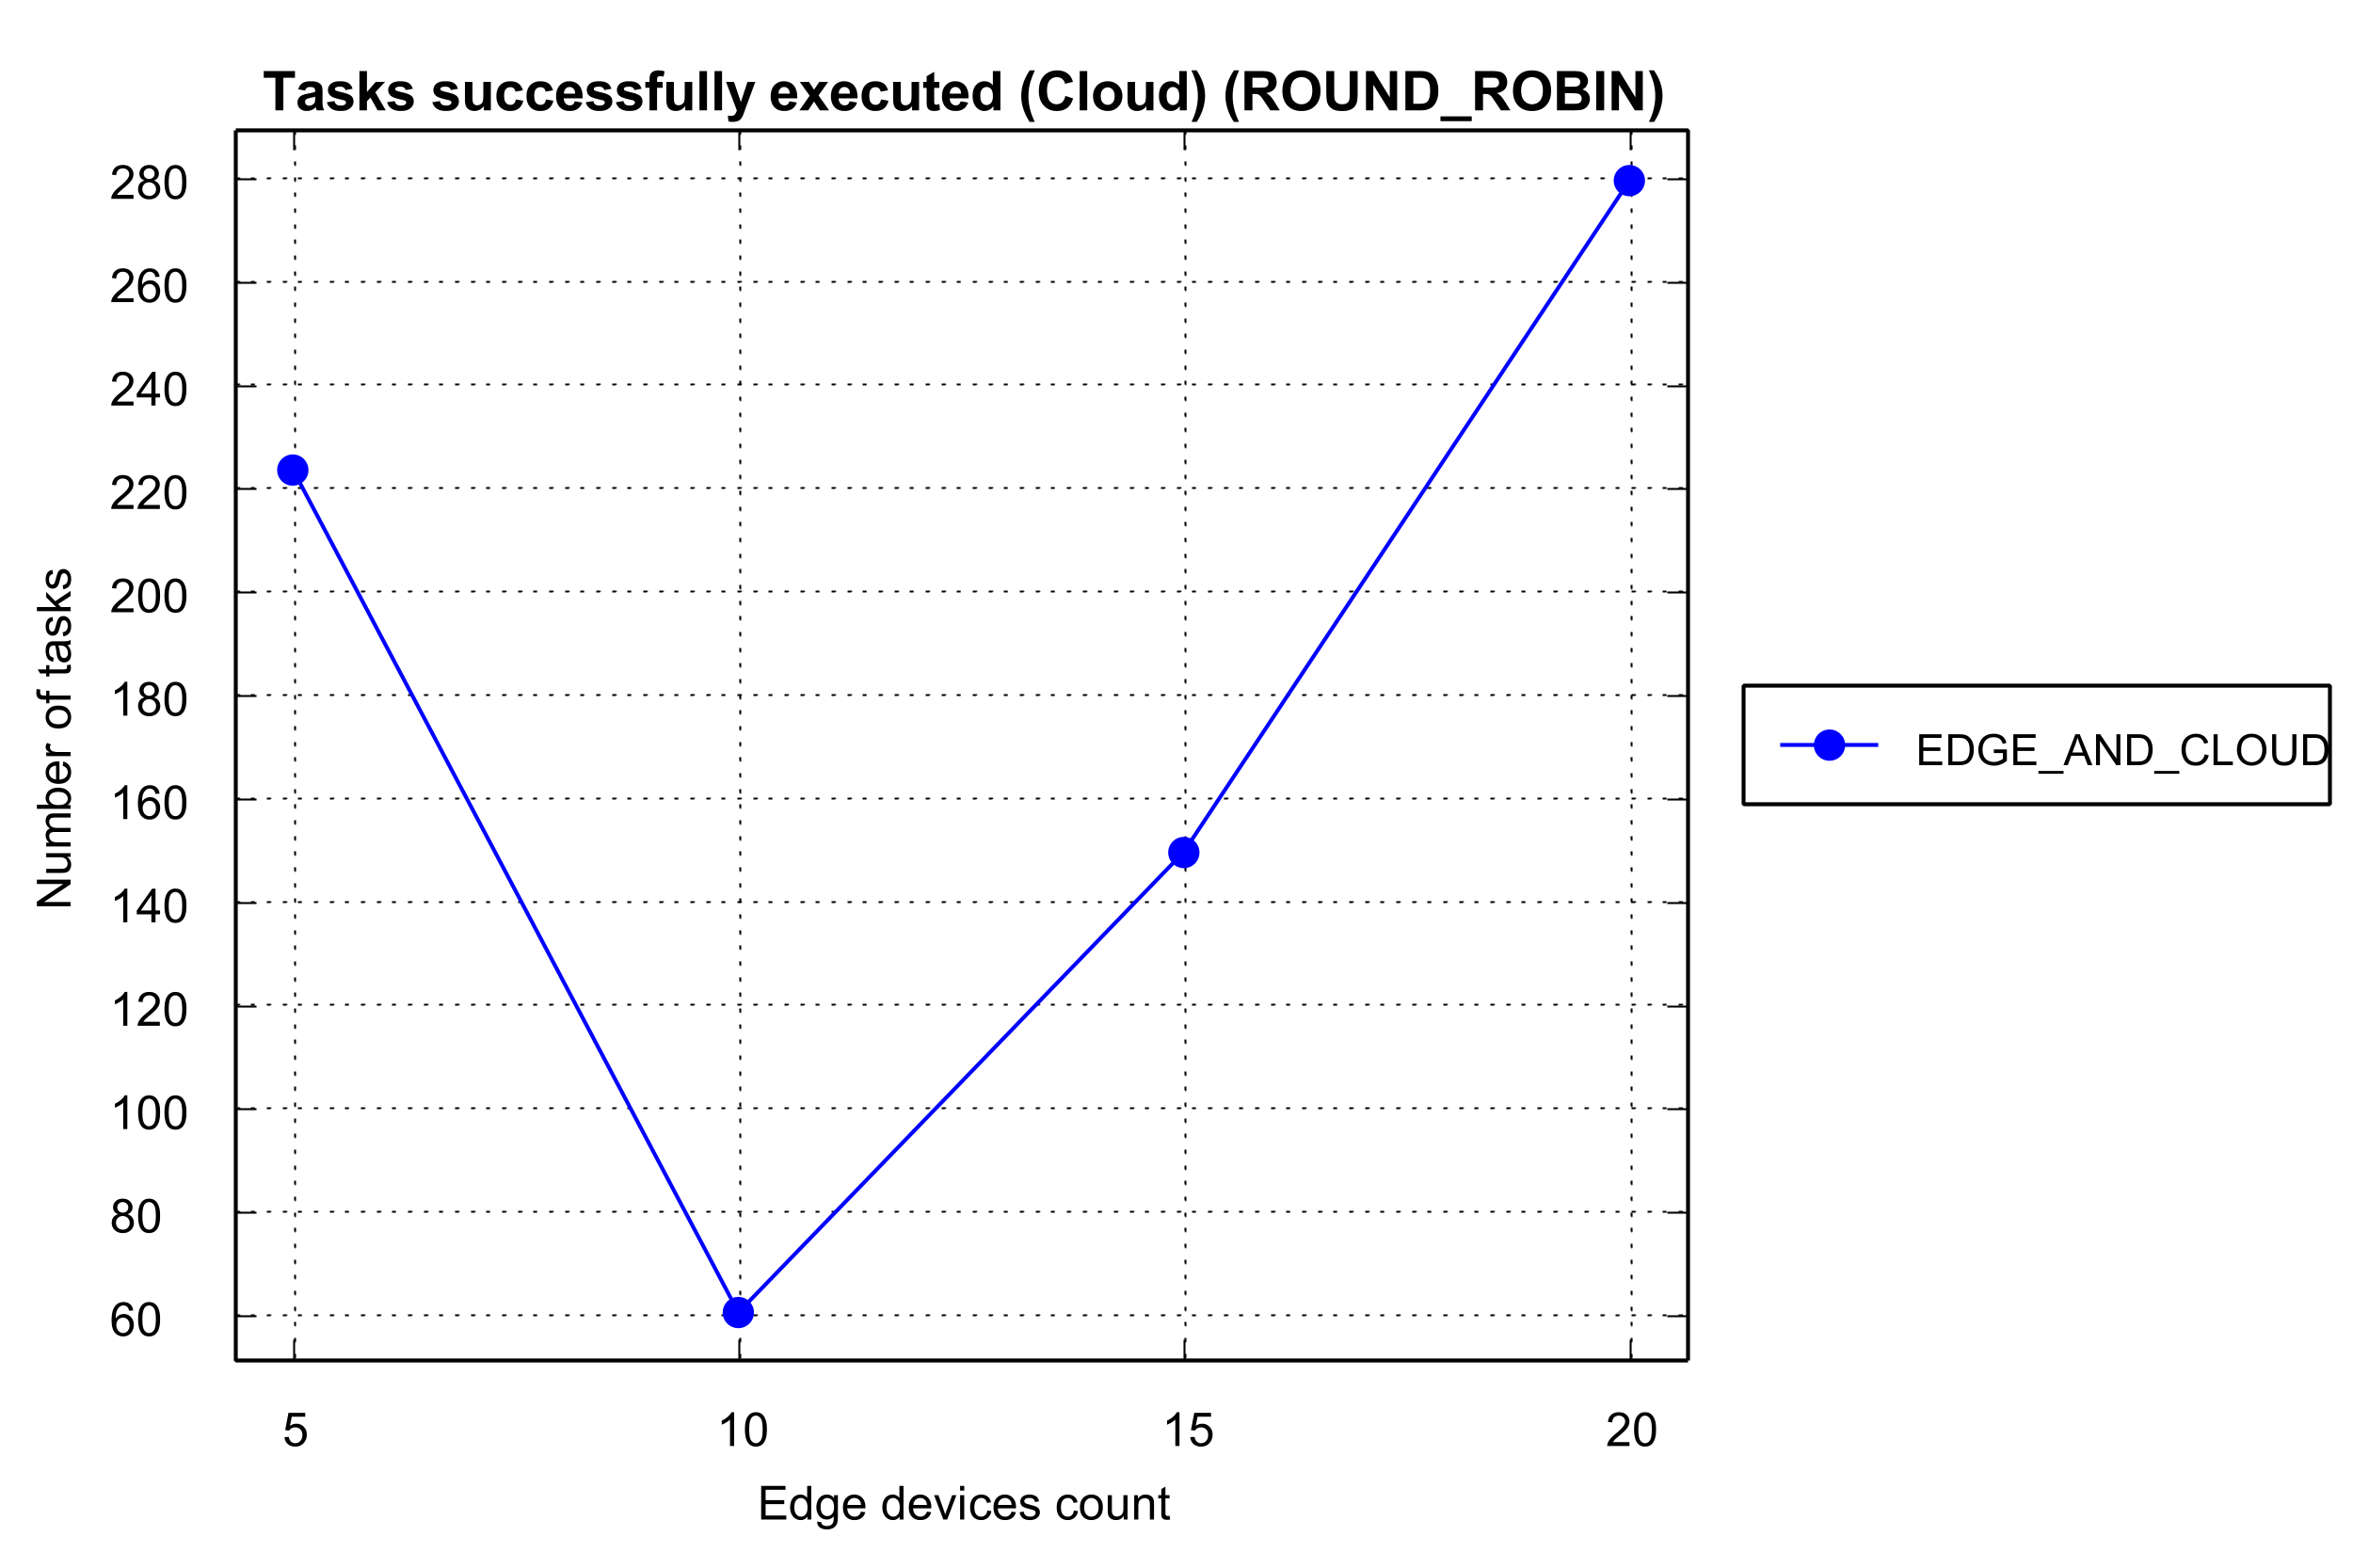 Tasks successfully executed (Cloud) (ROUND_ROBIN)
280
260
240
220
200
180
160
140
120
100
80
60
Number of tasks
5 10 15 20
Edge devices count
EDGE_AND_CLOUD